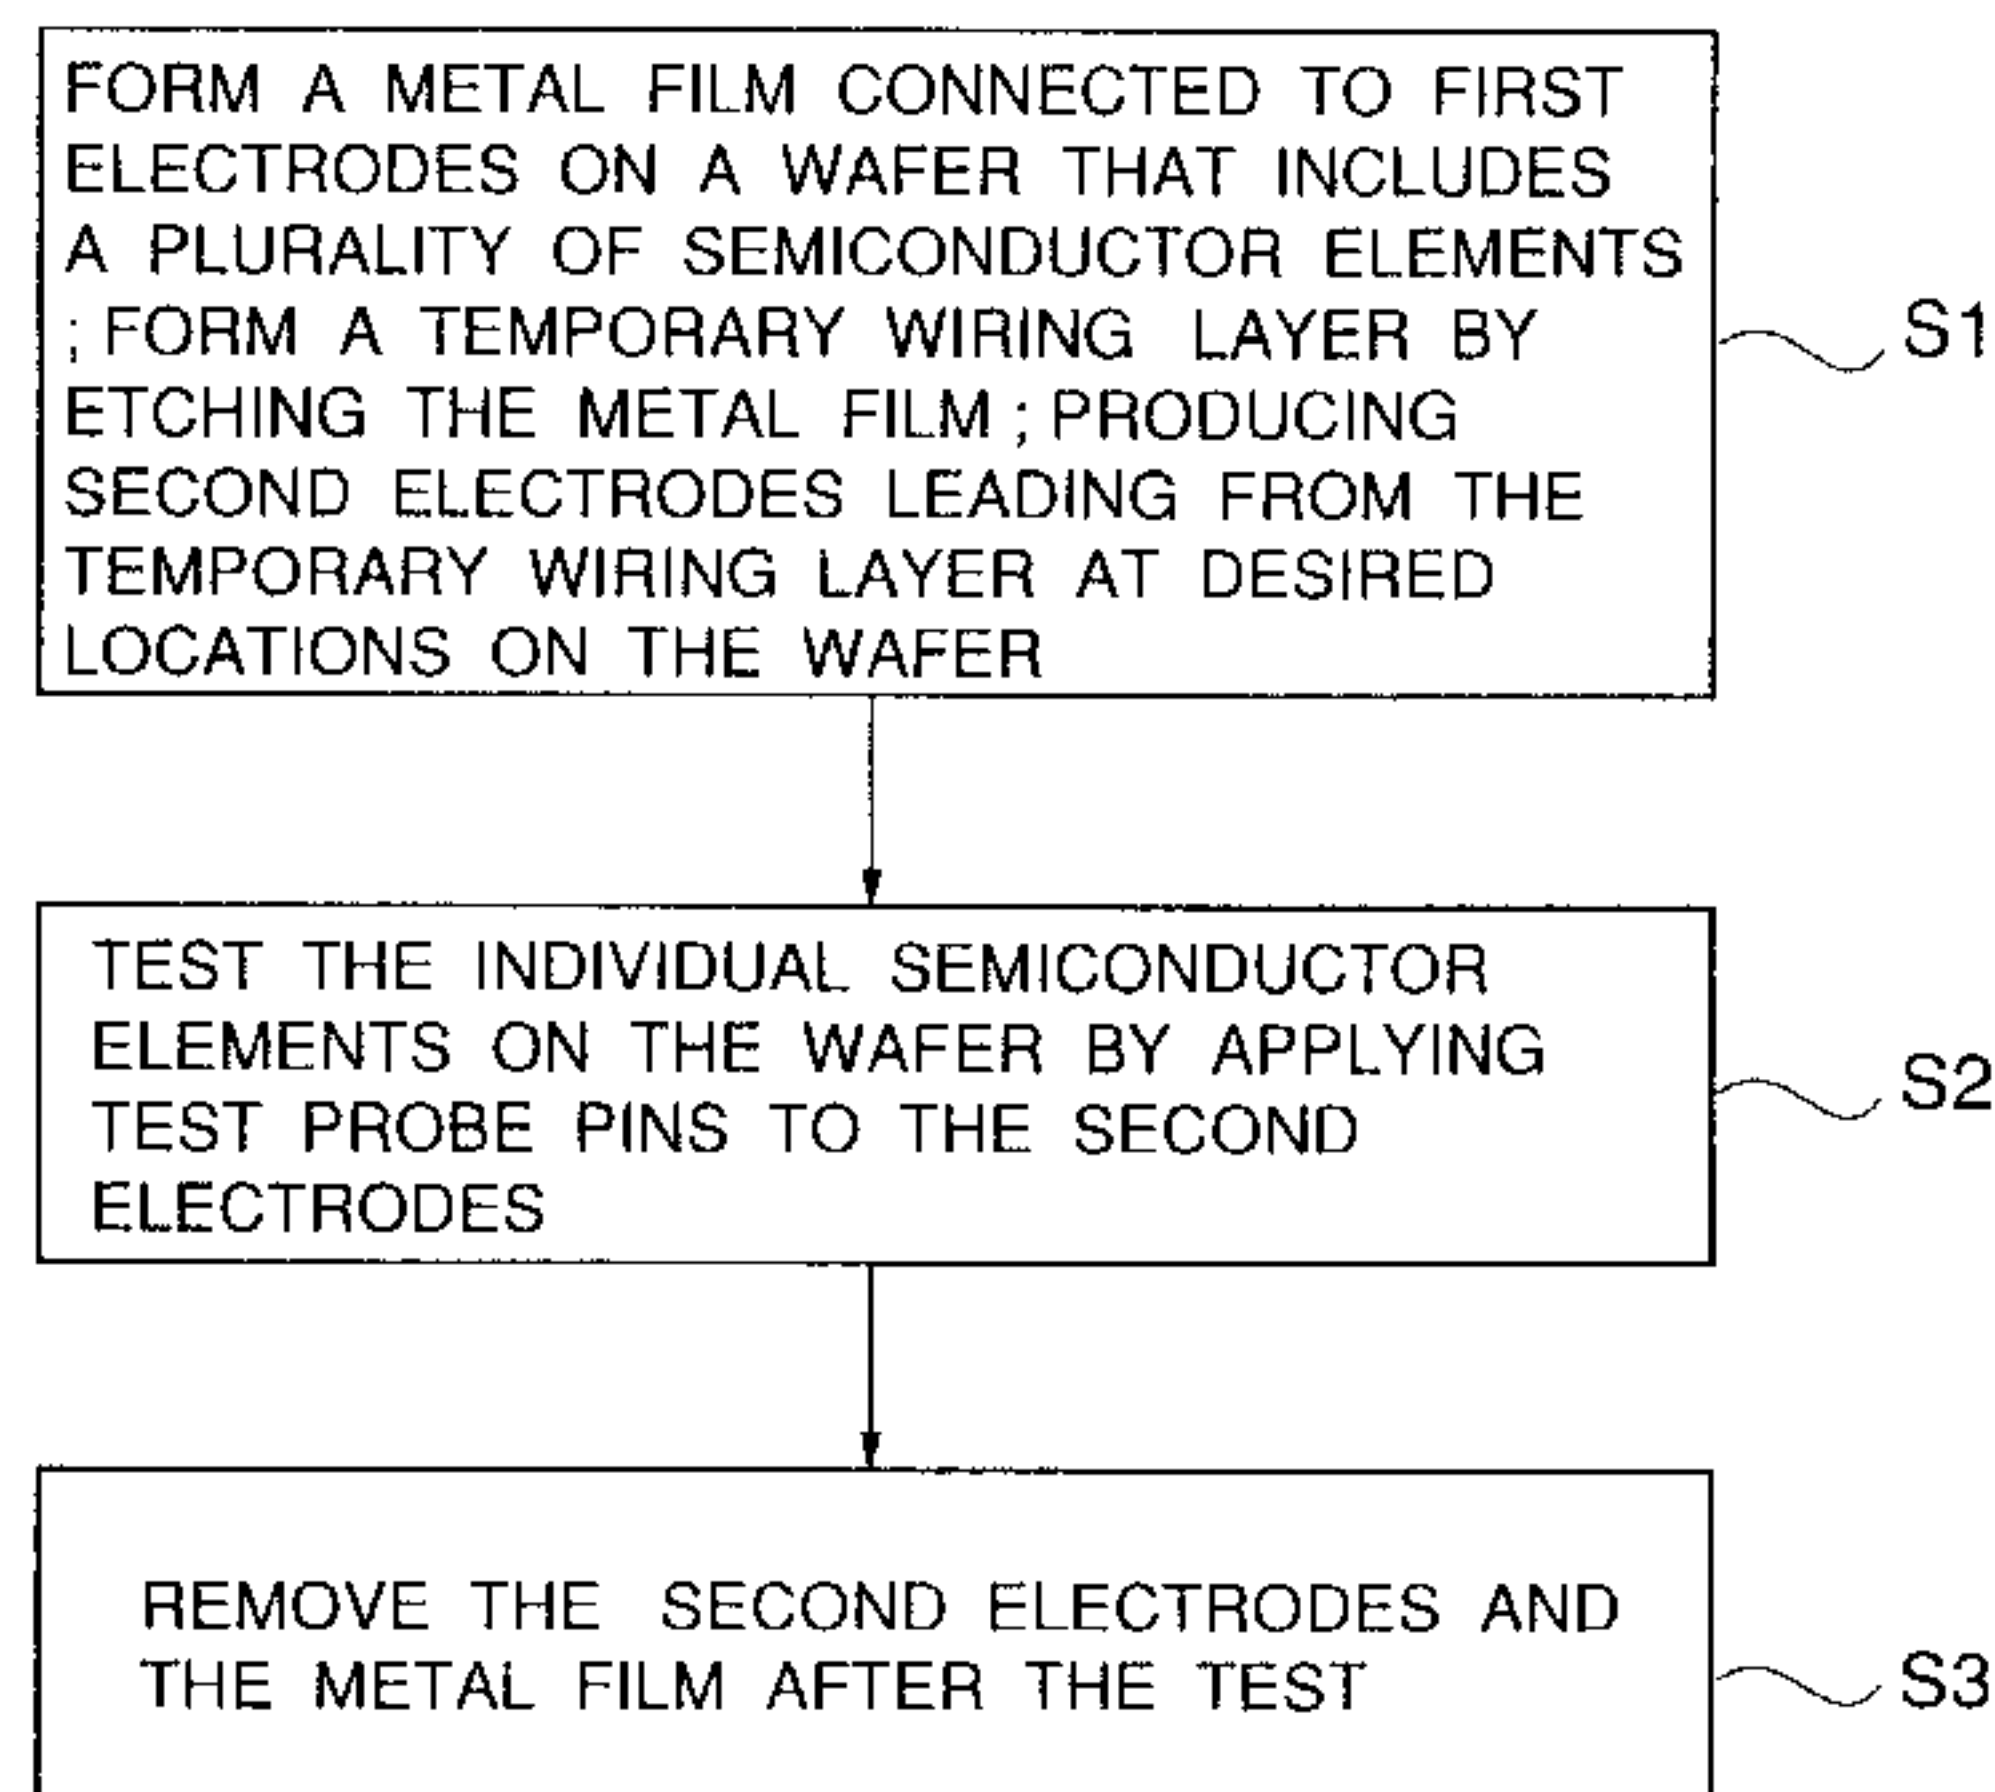 FORM A METAL FILM CONNECTED TO FIRST
ELECTRODES ON A WAFER THAT INCLUDES
A PLURALITY OF SEMICONDUCTOR ELEMENTS
; FORM A TEMPORARY WIRING LAYER BY
ETCHING THE METAL FILM ; PRODUCING
SECOND ELECTRODES LEADING FROM THE
TEMPORARY WIRING LAYER AT DESIRED
LOCATIONS ON THE WAFER
S1
TEST THE INDIVIDUAL SEMICONDUCTOR
ELEMENTS ON THE WAFER BY APPLYING
TEST PROBE PINS TO THE SECOND
ELECTRODES
S2
REMOVE THE SECOND ELECTRODES AND
THE METAL FILM AFTER THE TEST
S3